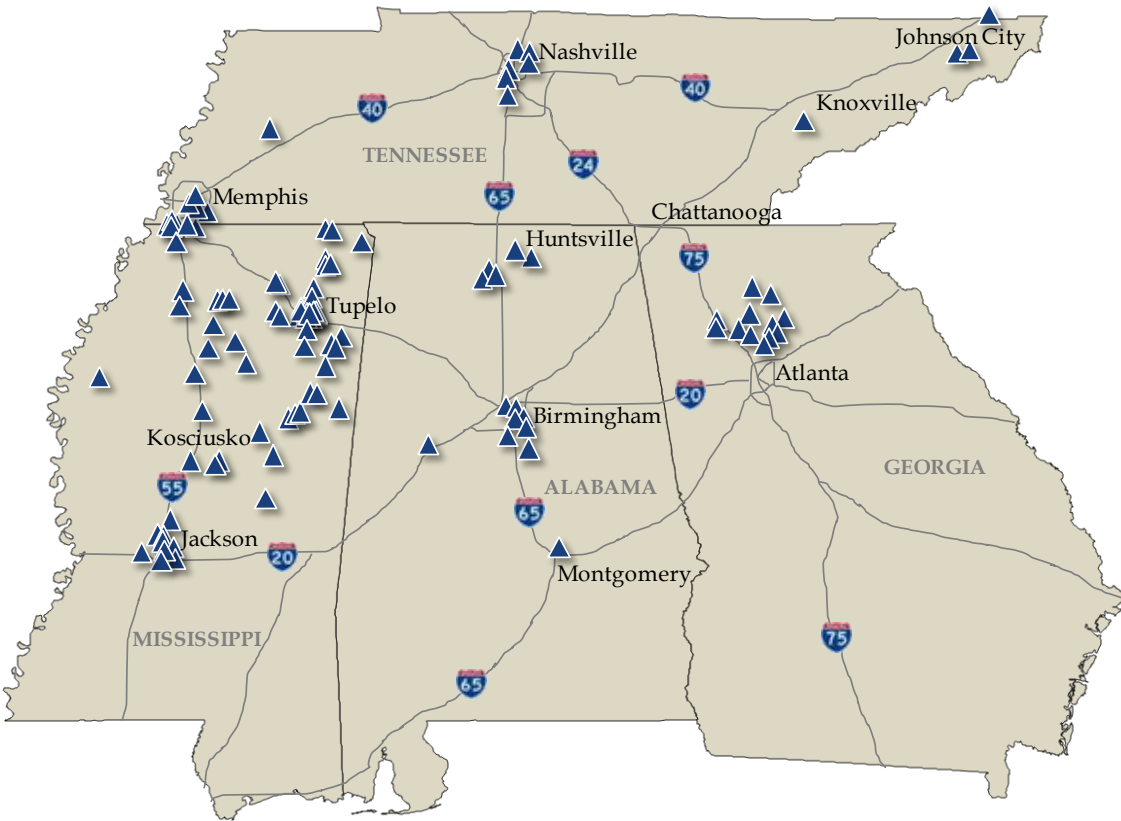 Johnson City
Nashville
40
40
Knoxville
TENNESSEE
24
65
Memphis
Chattanooga
Huntsville
75
Tupelo
Atlanta
20
Birmingham
Kosciusko
GEORGIA
55
ALABAMA
65
Jackson
20
Montgomery
MISSISSIPPI
75
65